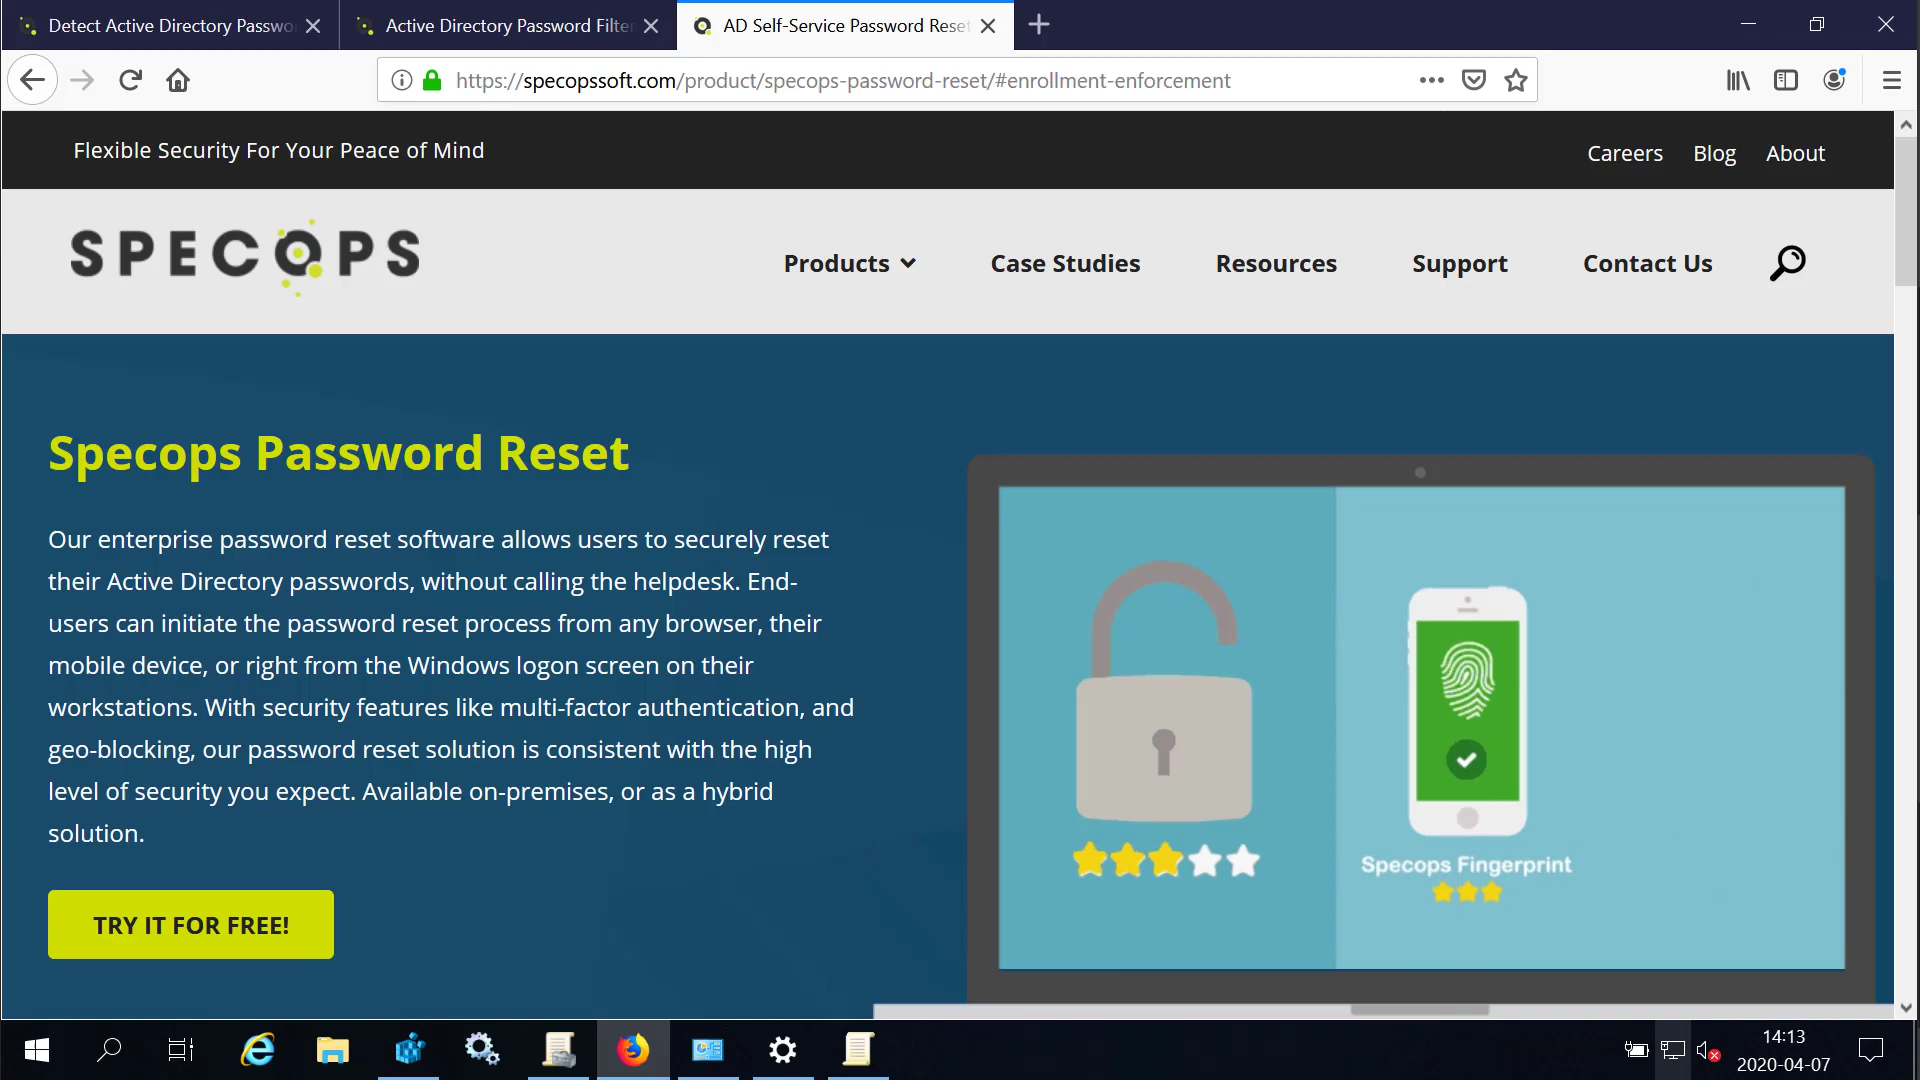 Detect Active Directory Passwo
Active Directory Password Filte
AD Self-Service Password Reset
https://specopssoft.com/product/specops-password-reset/#enrollment-enforcement
Flexible Security For Your Peace of Mind
Careers
Blog
About
SPECOPS
Products
Case Studies
Resources
Support
Contact Us
Specops Password Reset
Our enterprise password reset software allows users to securely reset
their Active Directory passwords, without calling the helpdesk. End-
users can initiate the password reset process from any browser, their
mobile device, or right from the Windows logon screen on their
workstations. With security features like multi-factor authentication, and
geo-blocking, our password reset solution is consistent with the high
level of security you expect. Available on-premises, or as a hybrid
solution.
TRY IT FOR FREE!
Specops Fingerprint
14:13
2020-04-07